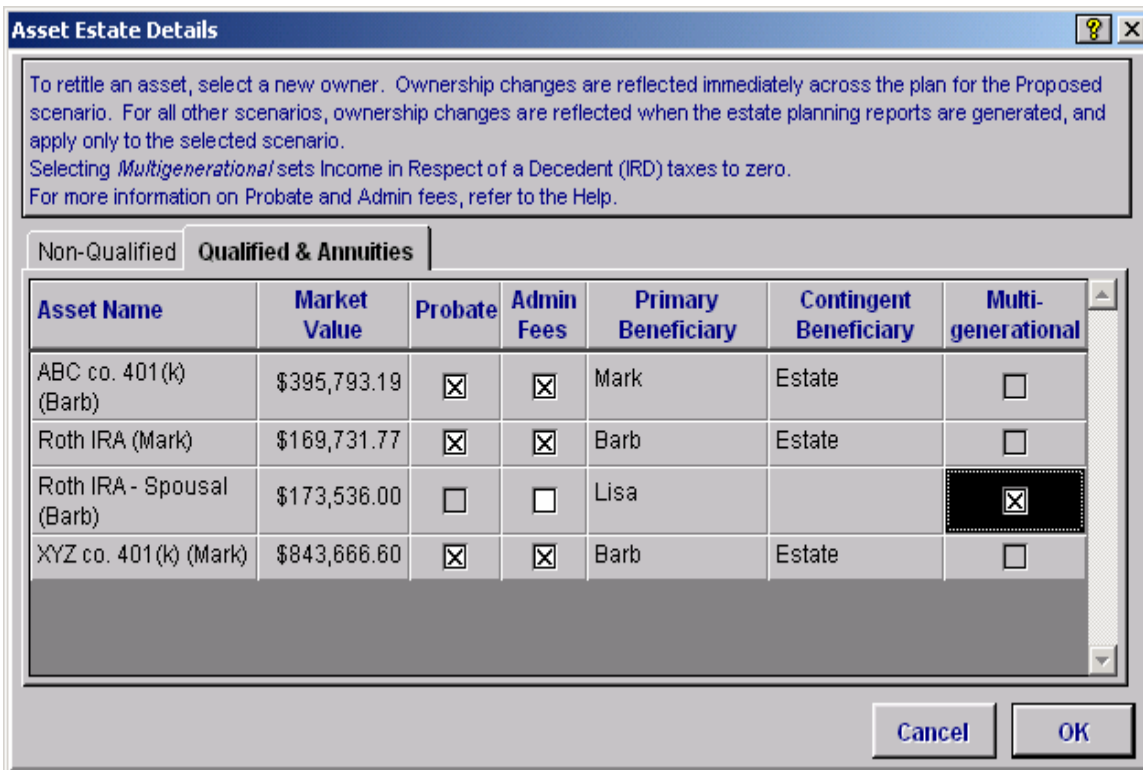 Asset Estate Details
To retitle an asset, select a new owner. Ownership changes are reflected immediately across the plan for the Proposed
scenario. For all other scenarios, ownership changes are reflected when the estate planning reports are generated, and
apply only to the selected scenario.
Selecting Multigenerational sets Income in Respect of a Decedent (IRD) taxes to zero.
For more information on Probate and Admin fees, refer to the Help.
Non-Qualified Qualified & Annuities
Asset Name Market Value Probate Admin Fees Primary Beneficiary Contingent Beneficiary Multi-generational
ABC co. 401(k) (Barb) $395,793.19 Mark Estate
Roth IRA (Mark) $169,731.77 Barb Estate
Roth IRA - Spousal (Barb) $173,536.00 Lisa
XYZ co. 401(k) (Mark) $843,666.60 Barb Estate
Cancel OK